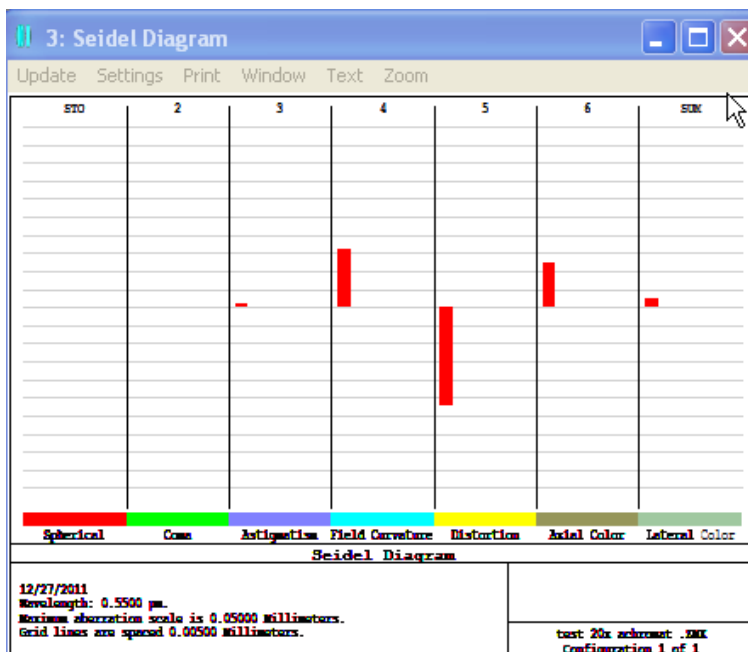 3: Seidel Diagram
Update Settings Print Window Text Zoom
STO 2 3 4 5 6 SUM
Spherical Coma Astigmatism Field Curvature Distortion Axial Color Lateral Color
Seidel Diagram
12/27/2011
Wavelength: 0.5500 µm.
Maximum aberration scale is 0.05000 Millimeters.
Grid lines are spaced 0.00500 Millimeters.
test 20x achromat .ZMX
Configuration 1 of 1